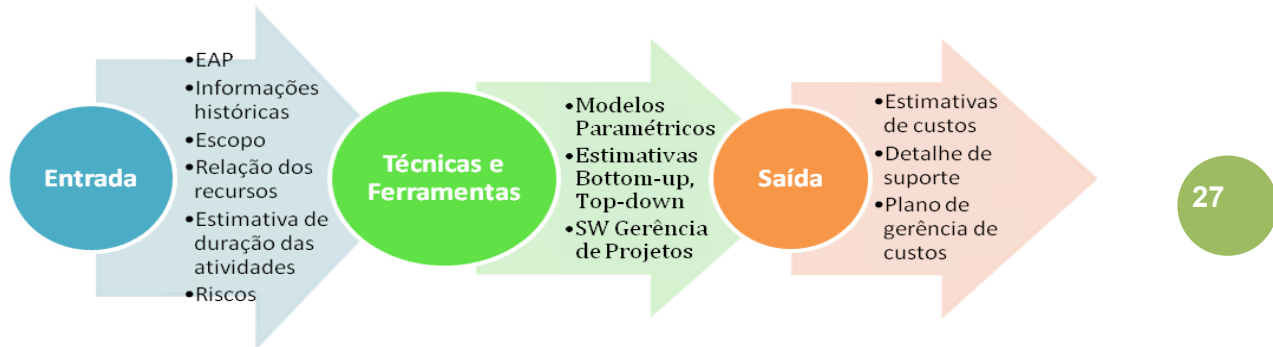 Entrada
•EAP
•Informações
históricas
•Escopo
•Relação dos
recursos
•Estimativa de
duração das
atividades
•Riscos
Técnicas e
Ferramentas
•Modelos
Paramétricos
•Estimativas
Bottom-up,
Top-down
•SW Gerência
de Projetos
Saída
•Estimativas
de custos
•Detalhe de
suporte
•Plano de
gerência de
custos
27